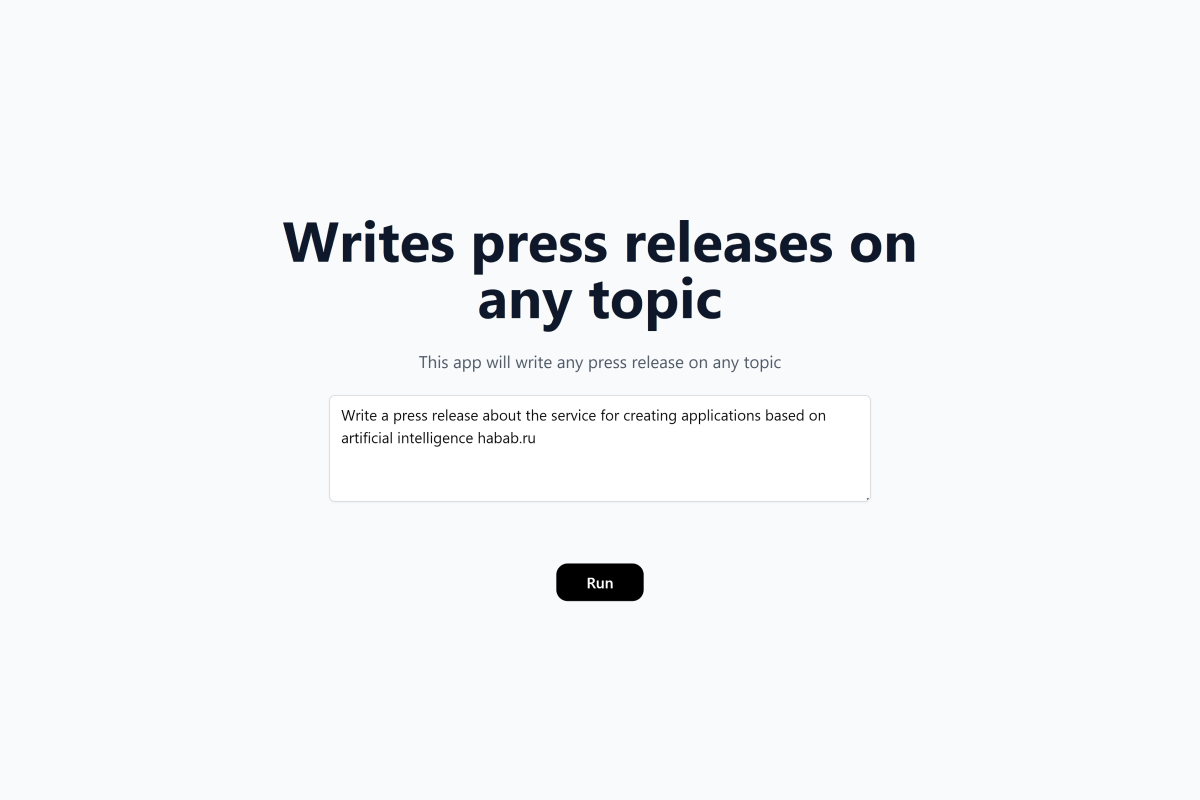 Writes press releases on
any topic
This app will write any press release on any topic
Write a press release about the service for creating applications based on
artificial intelligence habab.ru
Run